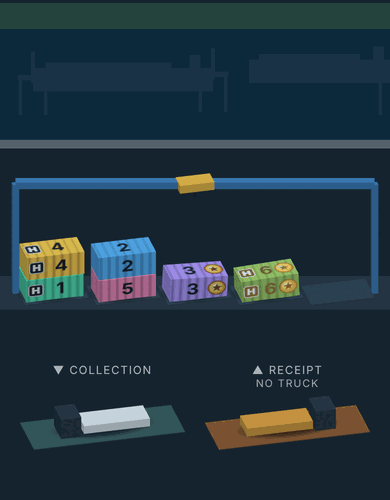 H 4
2
H 4
2
3
H 6
H 1
5
3
H 6
▼ COLLECTION
▲ RECEIPT
NO TRUCK